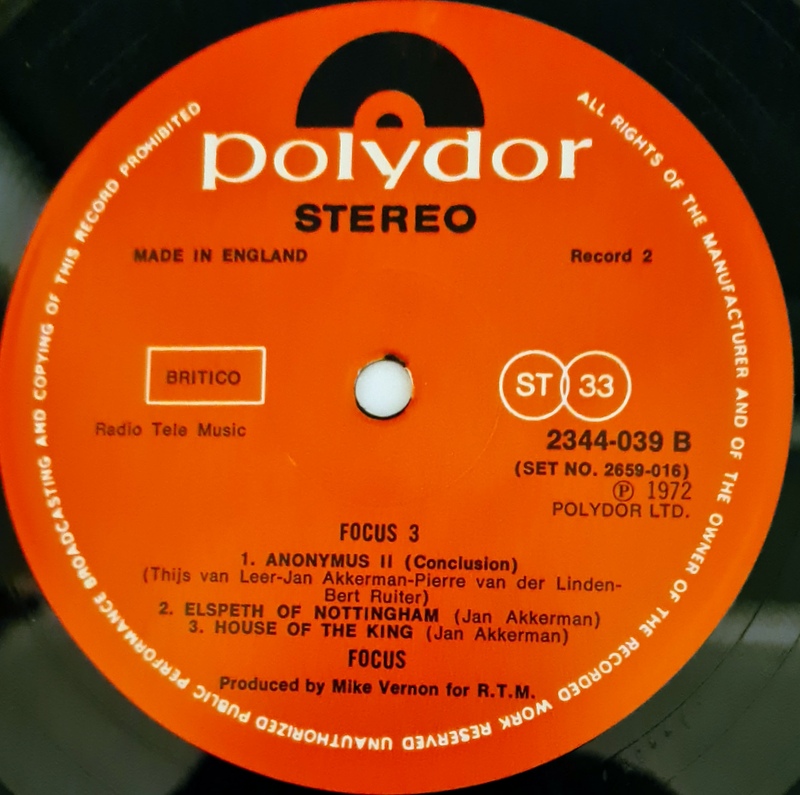 polydor
STEREO
MADE IN ENGLAND
Record 2
BRITICO
Radio Tele Music
ST 33
2344-039 B
(SET NO. 2659-016)
Ⓟ 1972
POLYDOR LTD.
FOCUS 3
1. ANONYMUS II (Conclusion)
(Thijs van Leer-Jan Akkerman-Pierre van der Linden-
Bert Ruiter)
2. ELSPETH OF NOTTINGHAM (Jan Akkerman)
3. HOUSE OF THE KING (Jan Akkerman)
FOCUS
Produced by Mike Vernon for R.T.M.
ALL RIGHTS OF THE MANUFACTURER AND OF THE OWNER OF THE RECORDED WORK RESERVED UNAUTHORIZED PUBLIC PERFORMANCE BROADCASTING AND COPYING OF THIS RECORD PROHIBITED